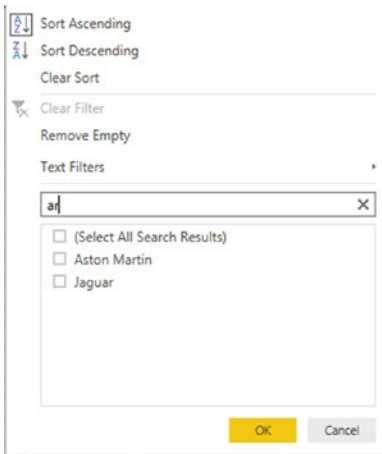 Sort Ascending
Sort Descending
Clear Sort
Clear Filter
Remove Empty
Text Filters
ar
(Select All Search Results)
Aston Martin
Jaguar
OK Cancel